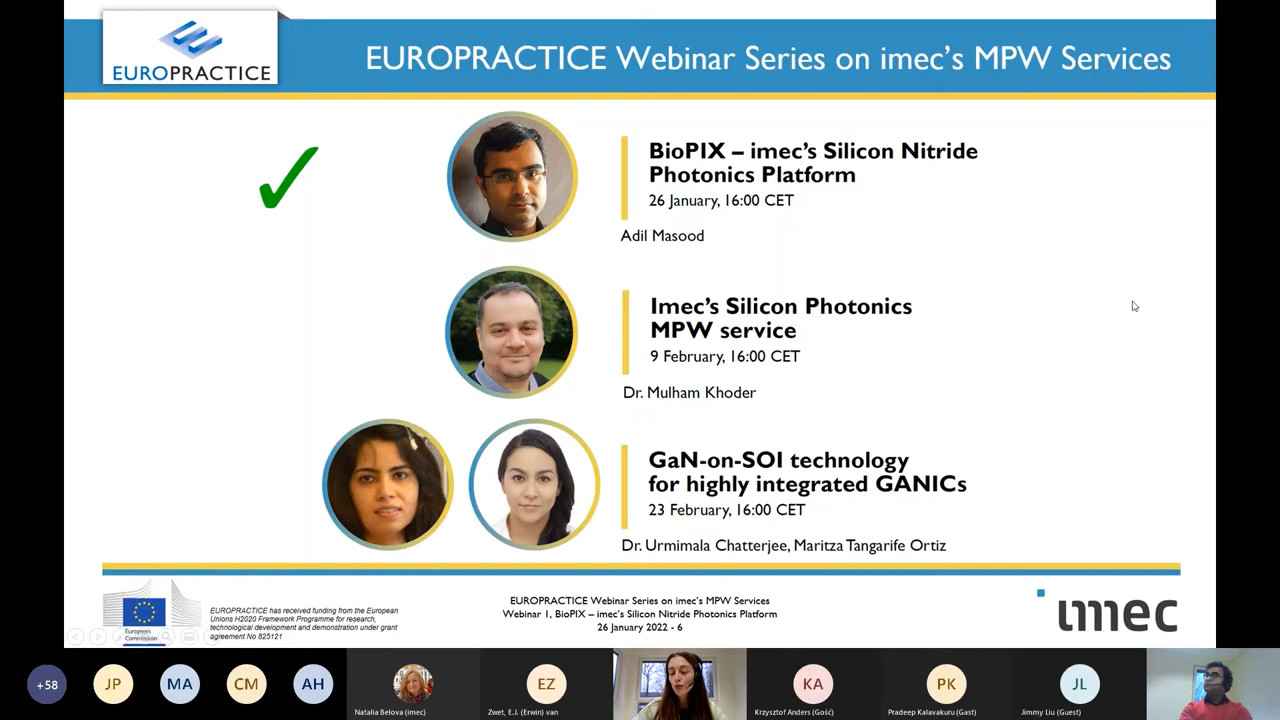 EUROPRACTICE
EUROPRACTICE Webinar Series on imec's MPW Services
BioPIX – imec's Silicon Nitride
Photonics Platform
26 January, 16:00 CET
Adil Masood
Imec's Silicon Photonics
MPW service
9 February, 16:00 CET
Dr. Mulham Khoder
GaN-on-SOI technology
for highly integrated GANICs
23 February, 16:00 CET
Dr. Urmimala Chatterjee, Maritza Tangarife Ortiz
European
Commission
EUROPRACTICE has received funding from the European
Unions H2020 Framework Programme for research,
technological development and demonstration under grant
agreement No 825121
EUROPRACTICE Webinar Series on imec's MPW Services
Webinar 1, BioPIX – imec's Silicon Nitride Photonics Platform
26 January 2022 - 6
imec
+58
JP
MA
CM
AH
Natalia Belova (imec)
EZ
Zwet, E.J. (Erwin) van
KA
Krzysztof Anders (Gość)
PK
Pradeep Kalavakuru (Gast)
JL
Jimmy Liu (Guest)